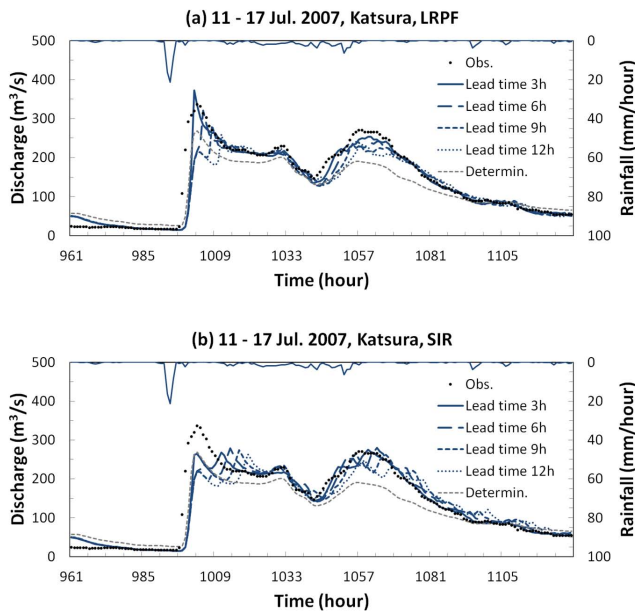 (a) 11 - 17 Jul. 2007, Katsura, LRPF
500
400
300
200
100
0
Discharge (m³/s)
0
20
40
60
80
100
Rainfall (mm/hour)
Obs.
Lead time 3h
Lead time 6h
Lead time 9h
Lead time 12h
Determin.
961 985 1009 1033 1057 1081 1105
Time (hour)
(b) 11 - 17 Jul. 2007, Katsura, SIR
500
400
300
200
100
0
Discharge (m³/s)
0
20
40
60
80
100
Rainfall (mm/hour)
Obs.
Lead time 3h
Lead time 6h
Lead time 9h
Lead time 12h
Determin.
961 985 1009 1033 1057 1081 1105
Time (hour)